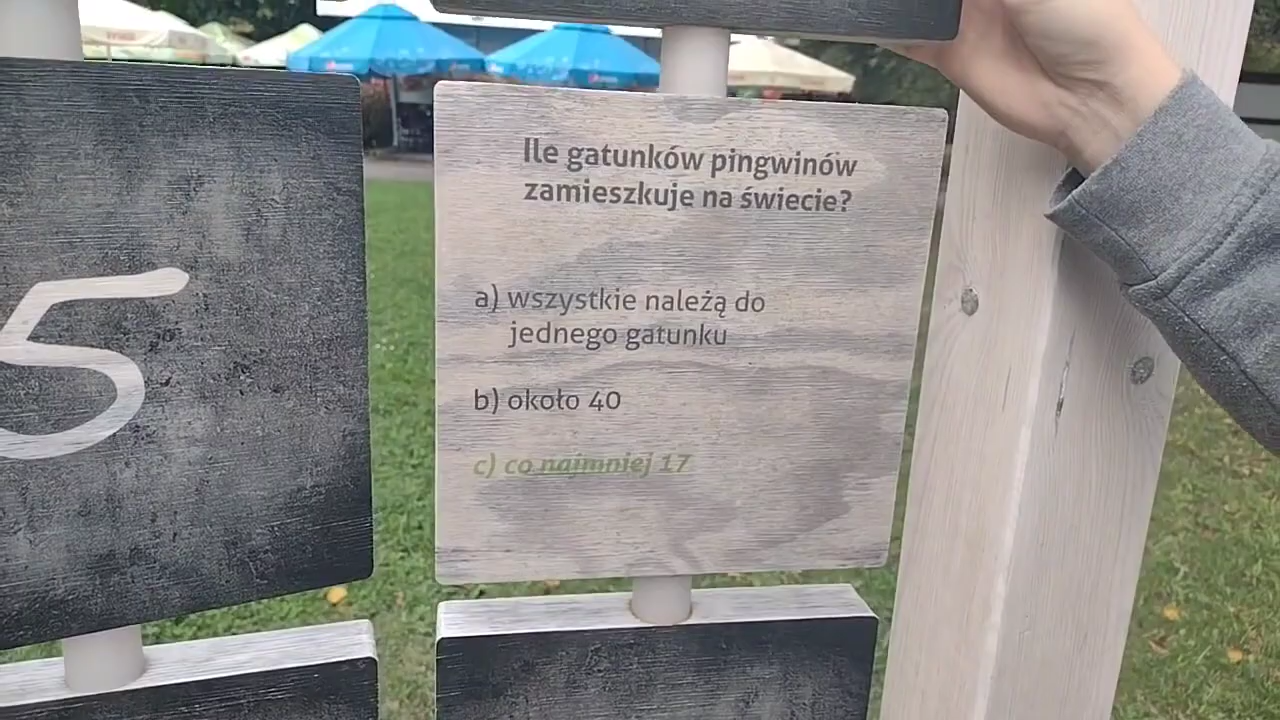 Ile gatunków pingwinów
zamieszkuje na świecie?
a) wszystkie należą do
jednego gatunku
b) około 40
c) co najmniej 17
5